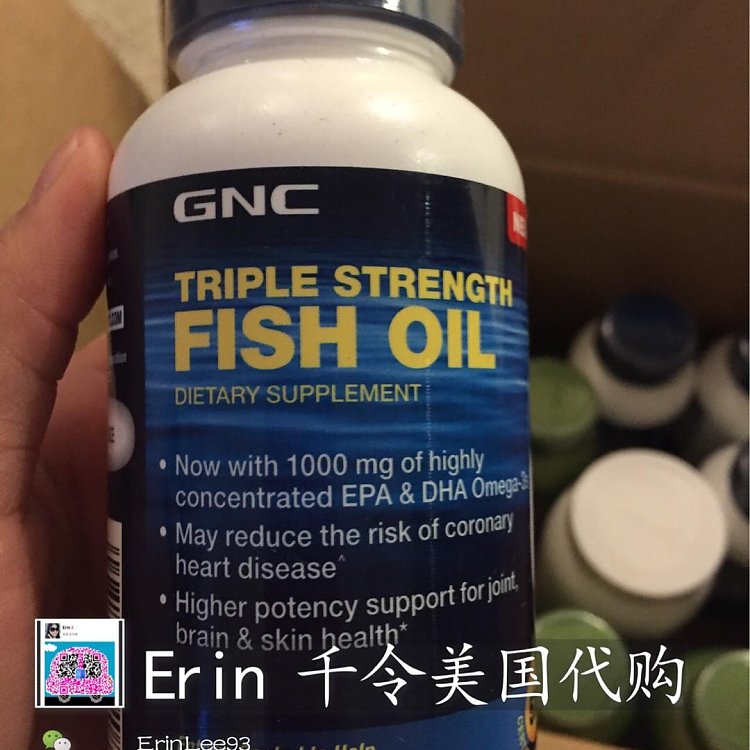 GNC
TRIPLE STRENGTH
FISH OIL
DIETARY SUPPLEMENT
• Now with 1000 mg of highly
concentrated EPA & DHA Omega-3s
• May reduce the risk of coronary
heart disease^
• Higher potency support for joint,
brain & skin health*
Erin 千令美国代购
ErinLee93